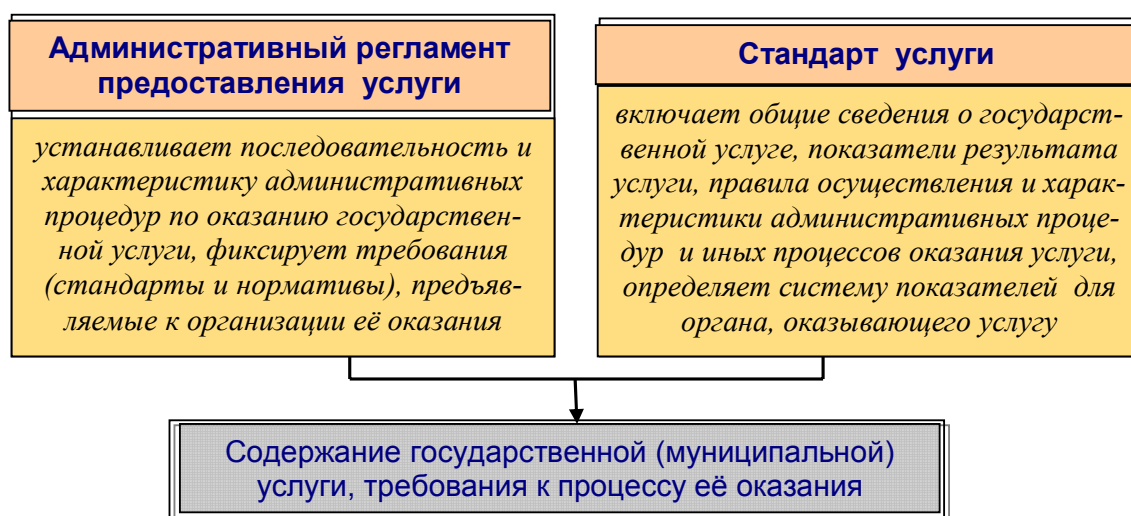 Административный регламент
предоставления услуги
устанавливает последовательность и
характеристику административных
процедур по оказанию государствен-
ной услуги, фиксирует требования
(стандарты и нормативы), предъяв-
ляемые к организации её оказания
Стандарт услуги
включает общие сведения о государст-
венной услуге, показатели результата
услуги, правила осуществления и харак-
теристики административных проце-
дур и иных процессов оказания услуги,
определяет систему показателей для
органа, оказывающего услугу
Содержание государственной (муниципальной)
услуги, требования к процессу её оказания